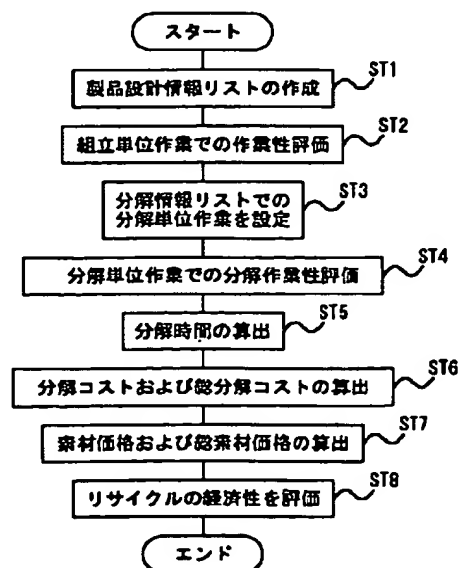 スタート
製品設計情報リストの作成
ST1
組立単位作業での作業性評価
ST2
分解情報リストでの
分解単位作業を設定
ST3
分解単位作業での分解作業性評価
ST4
分解時間の算出
ST5
分解コストおよび総分解コストの算出
ST6
素材価格および総素材価格の算出
ST7
リサイクルの経済性を評価
ST8
エンド